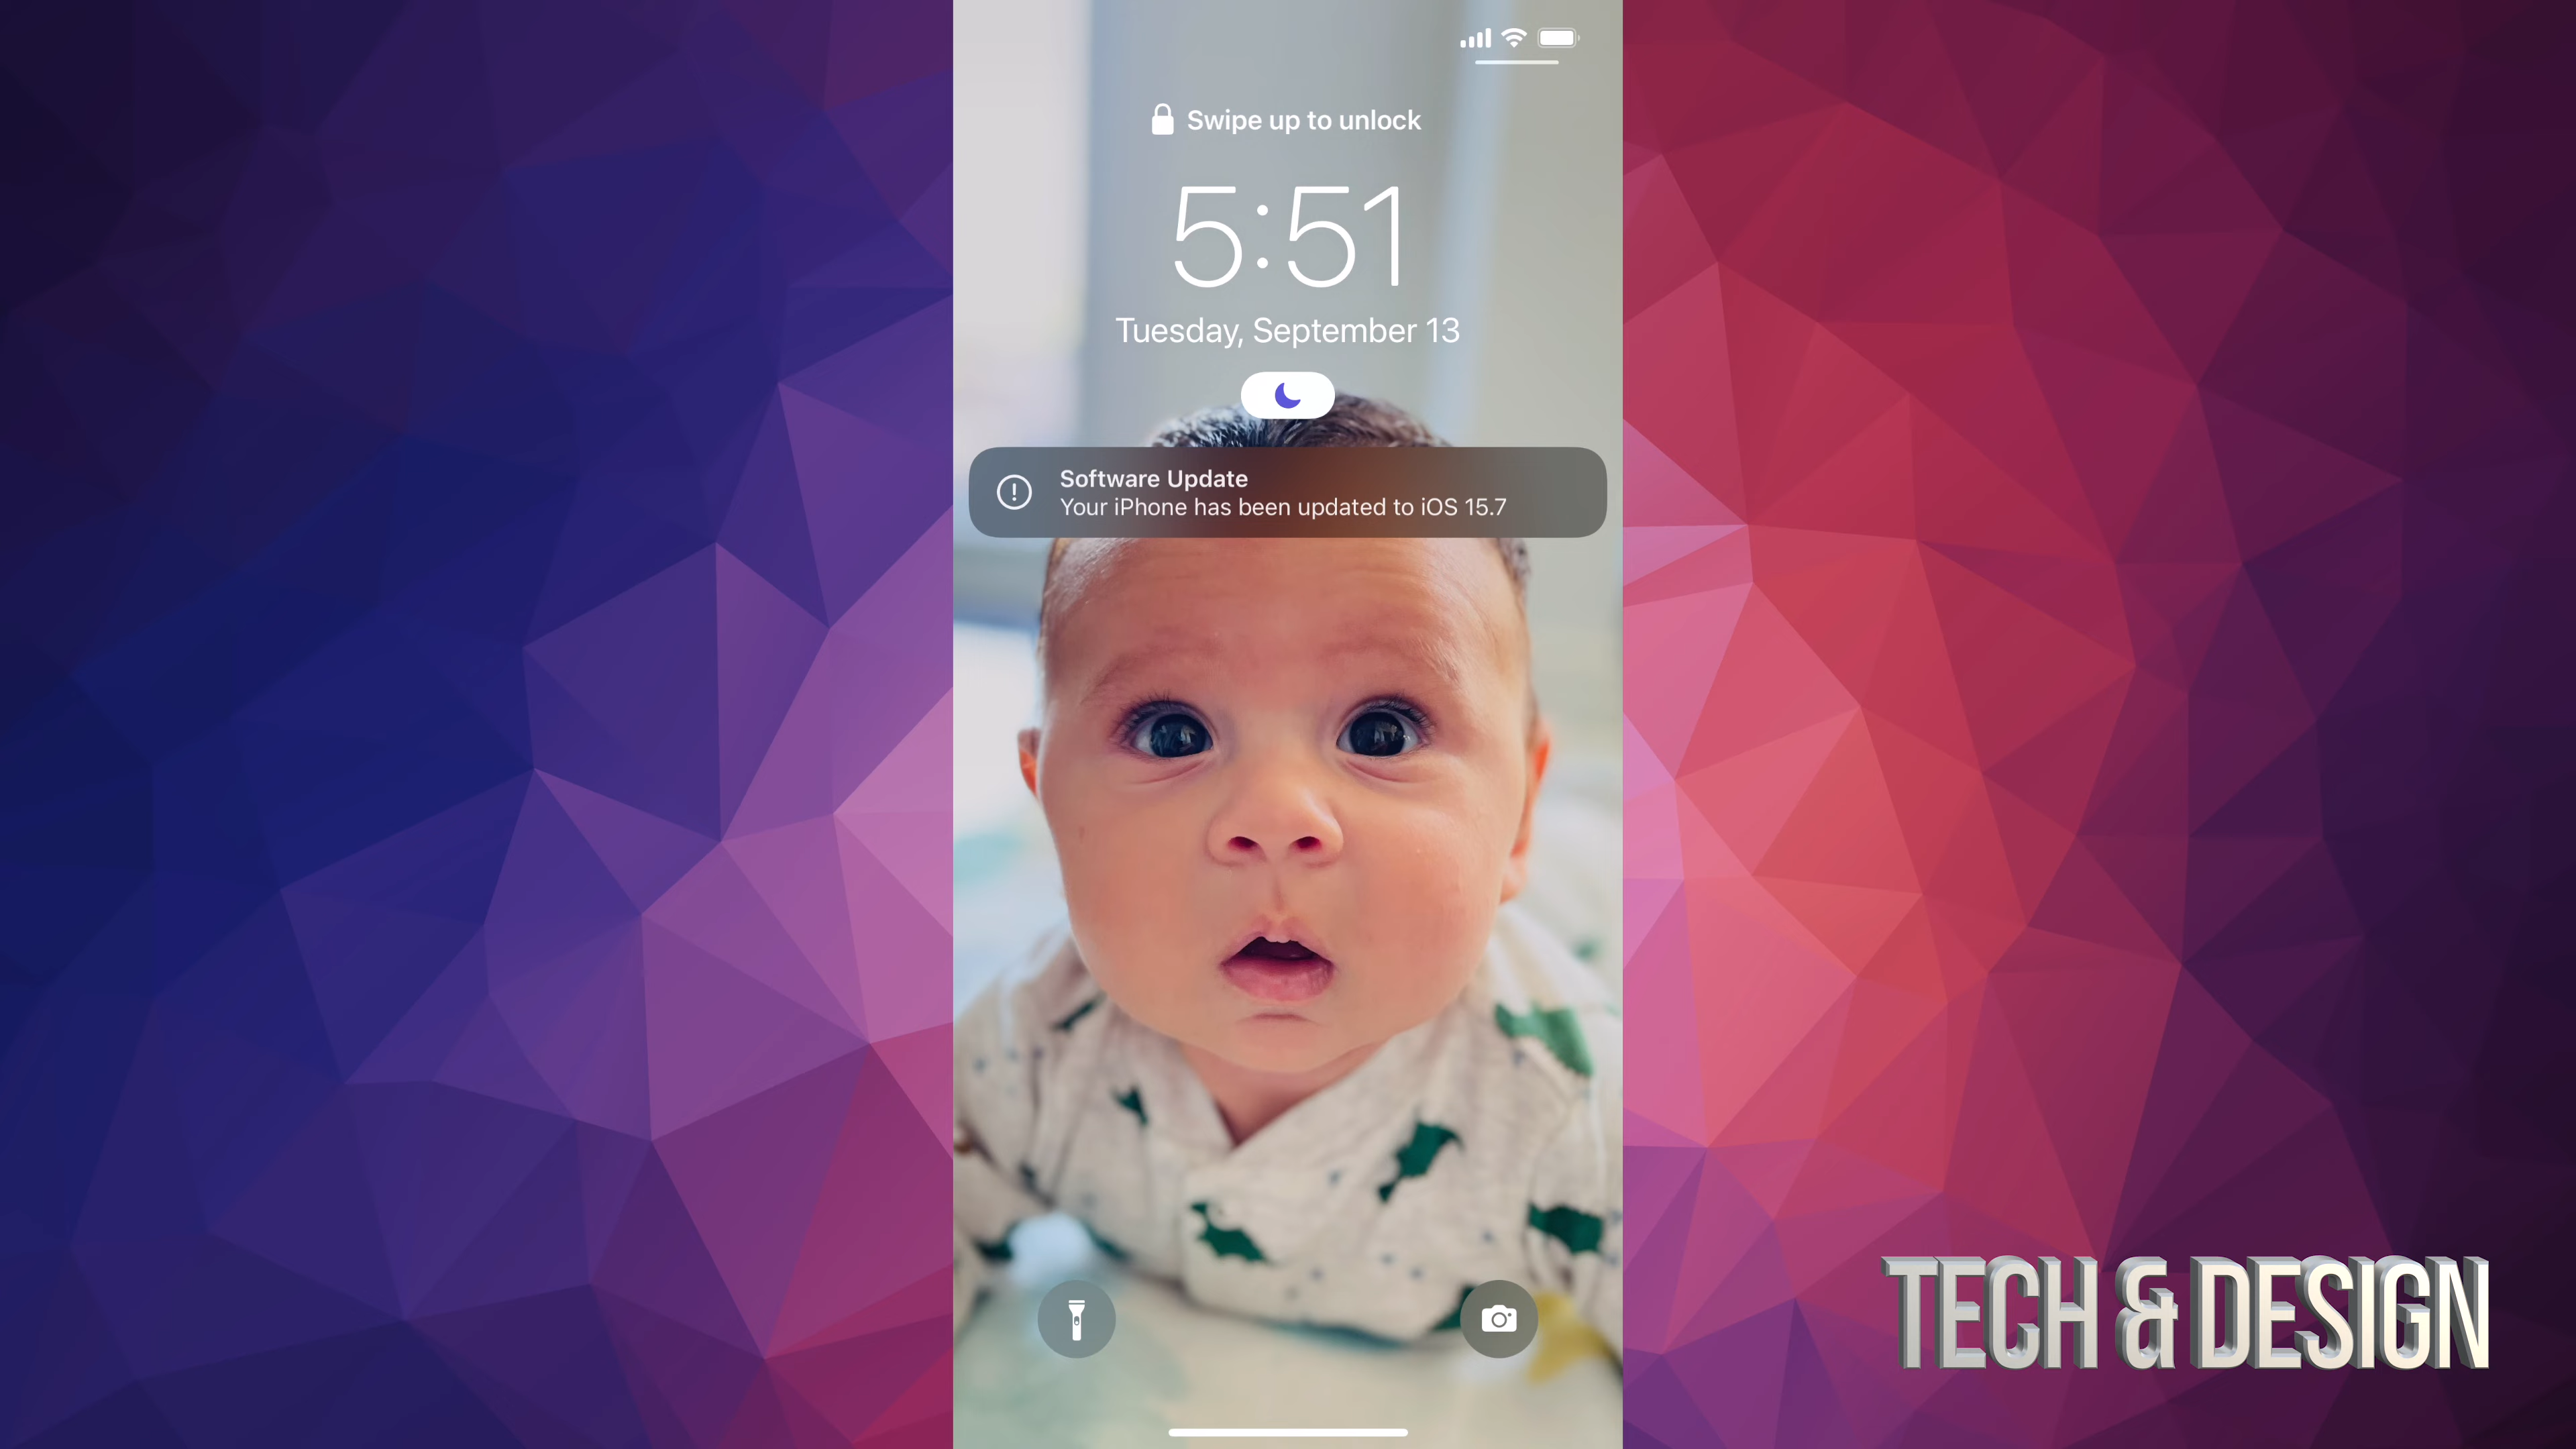 Swipe up to unlock
5:51
Tuesday, September 13
Software Update
Your iPhone has been updated to iOS 15.7
TECH & DESIGN